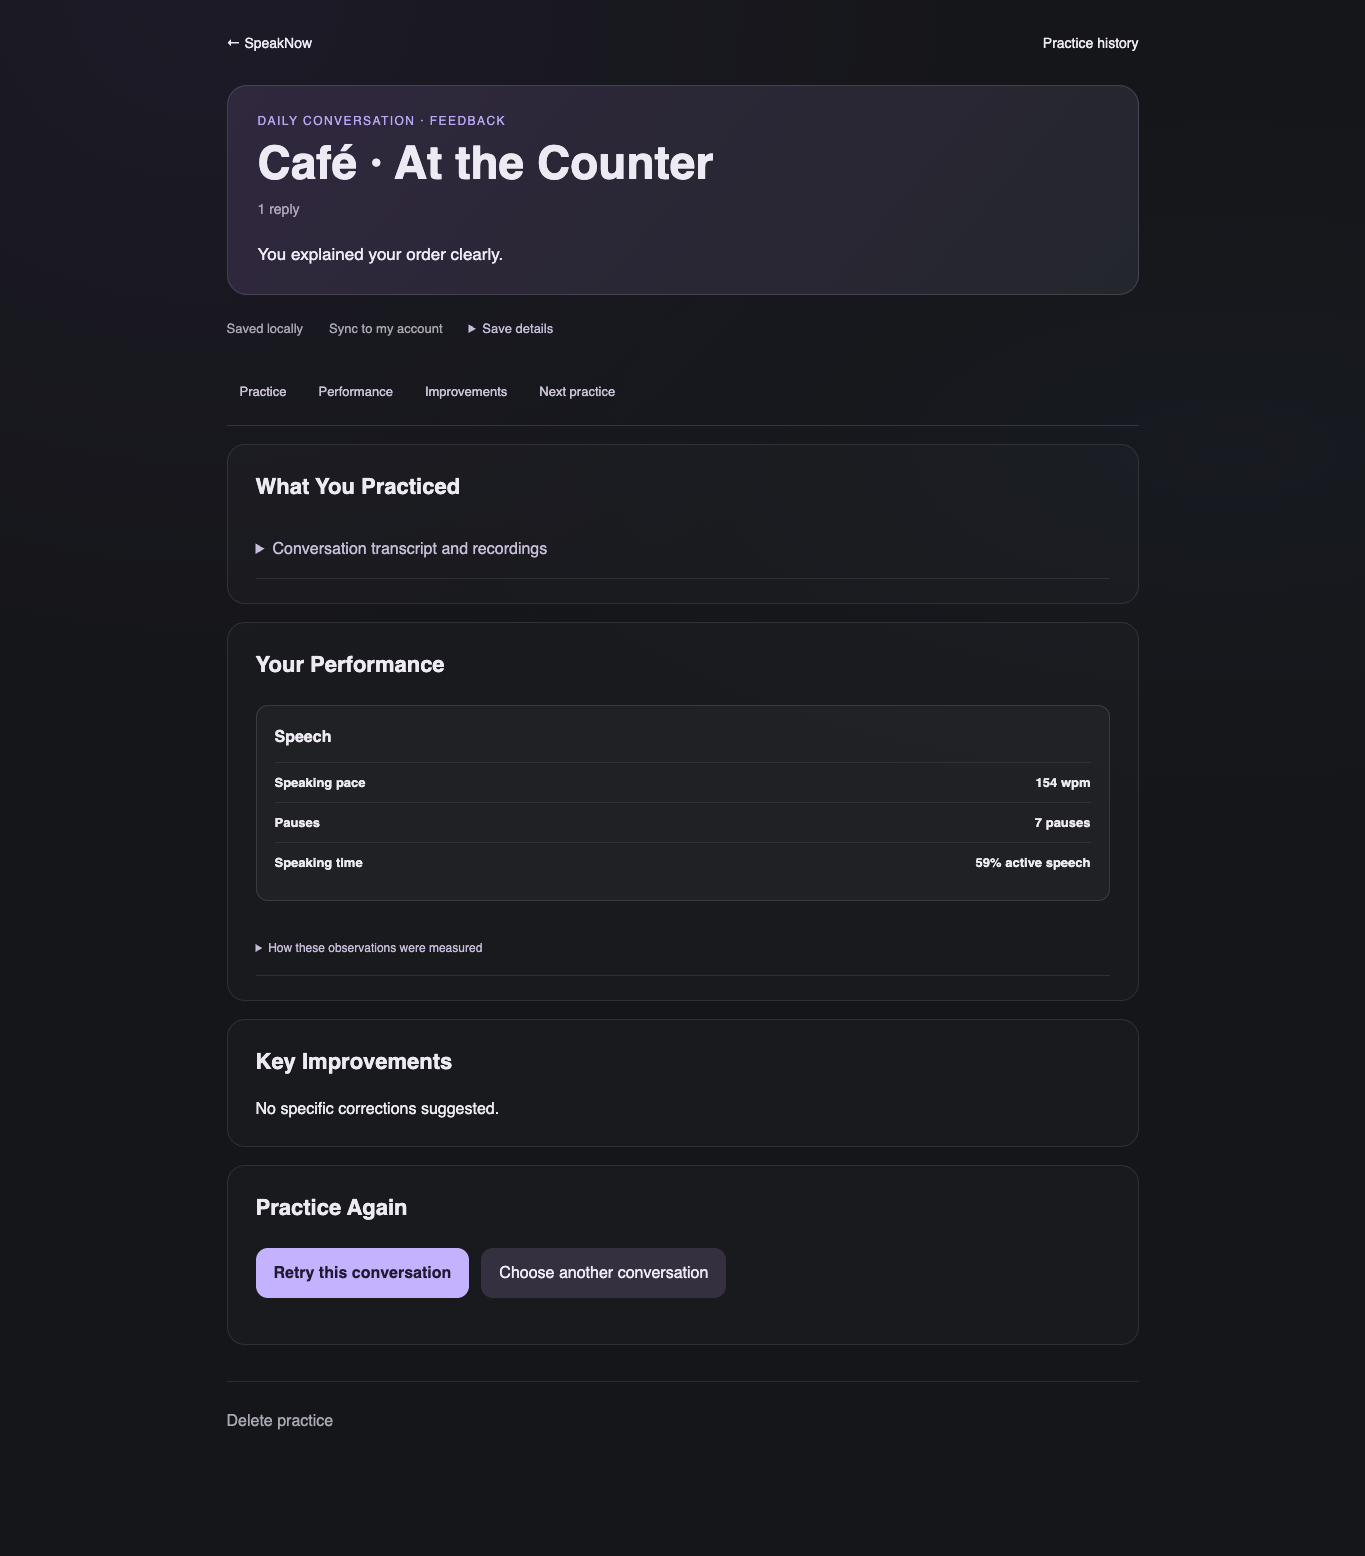 ← SpeakNow
Practice history
DAILY CONVERSATION · FEEDBACK
Café · At the Counter
1 reply
You explained your order clearly.
Saved locally
Sync to my account
▶ Save details
Practice
Performance
Improvements
Next practice
What You Practiced
▶ Conversation transcript and recordings
Your Performance
Speech
Speaking pace
154 wpm
Pauses
7 pauses
Speaking time
59% active speech
▶ How these observations were measured
Key Improvements
No specific corrections suggested.
Practice Again
Retry this conversation
Choose another conversation
Delete practice